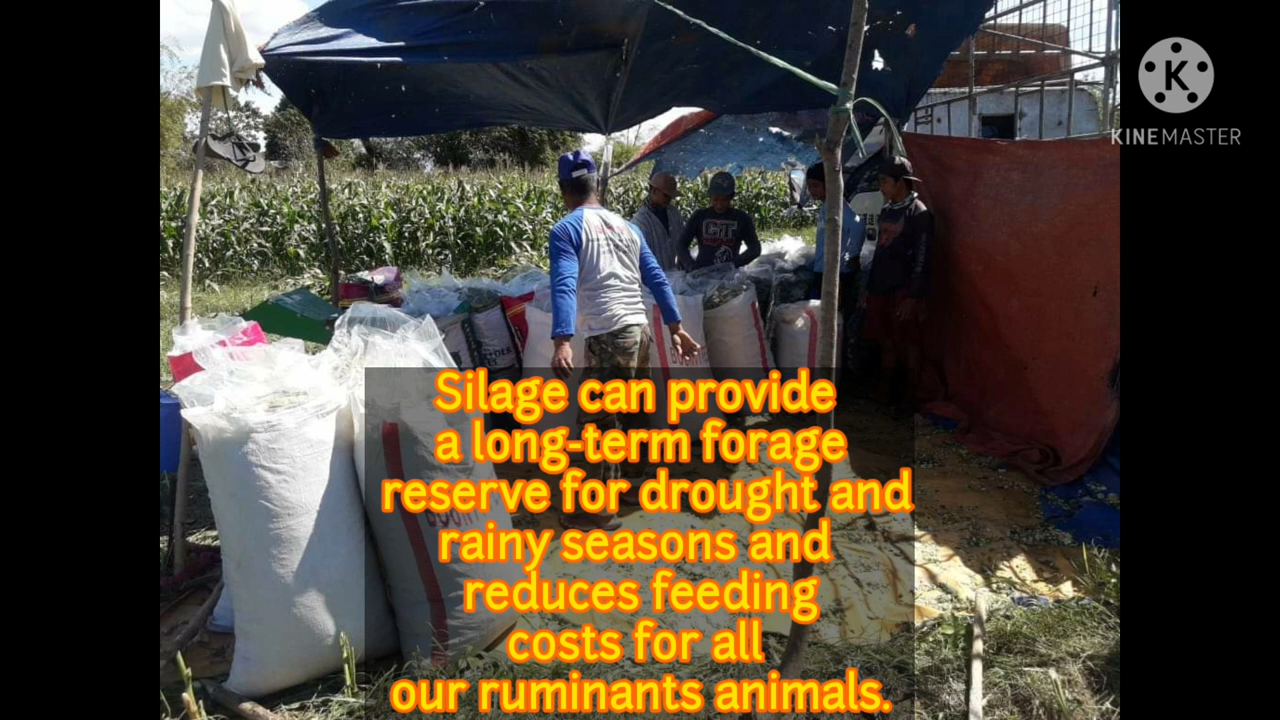 KINEMASTER
GT
Silage can provide
a long-term forage
reserve for drought and
rainy seasons and
reduces feeding
costs for all
our ruminants animals.